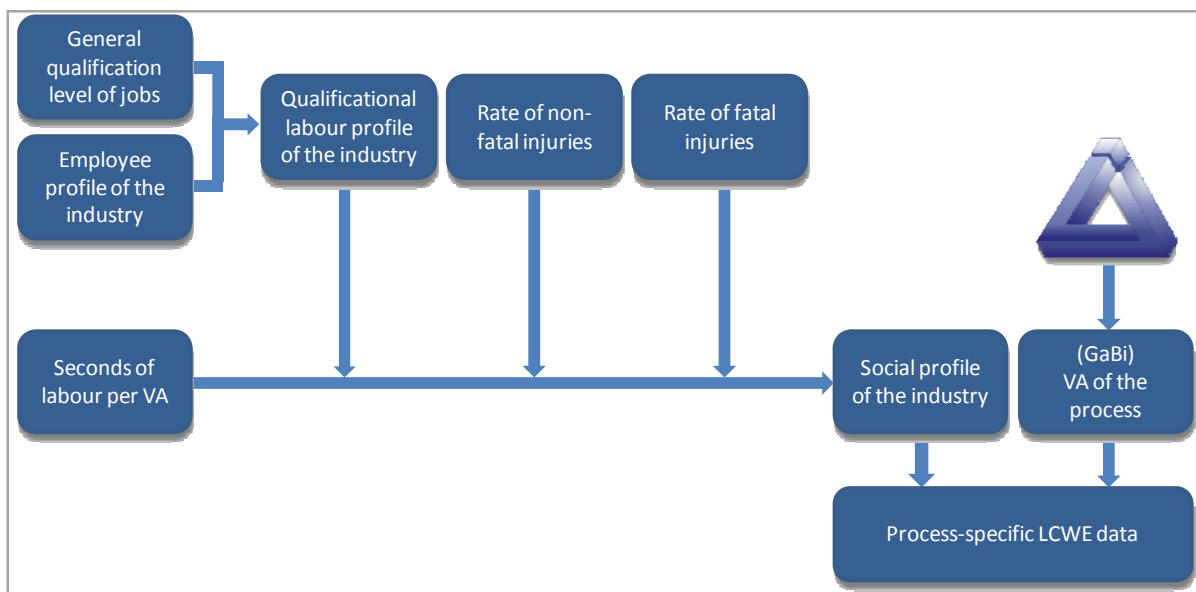 General
qualification
level of jobs
Employee
profile of the
industry
Qualificational
labour profile
of the industry
Rate of non-
fatal injuries
Rate of fatal
injuries
Seconds of
labour per VA
Social profile
of the industry
(GaBi)
VA of the
process
Process-specific LCWE data